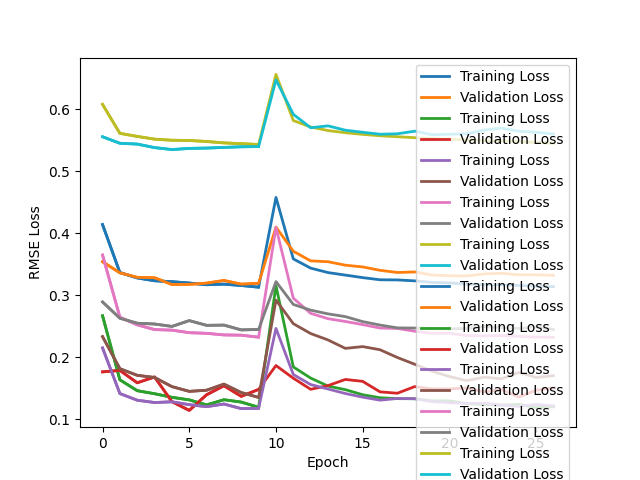 0.6
0.5
0.4
0.3
0.2
0.1
RMSE Loss
0
5
10
15
20
25
Epoch
Training Loss
Validation Loss
Training Loss
Validation Loss
Training Loss
Validation Loss
Training Loss
Validation Loss
Training Loss
Validation Loss
Training Loss
Validation Loss
Training Loss
Validation Loss
Training Loss
Validation Loss
Training Loss
Validation Loss
Training Loss
Validation Loss